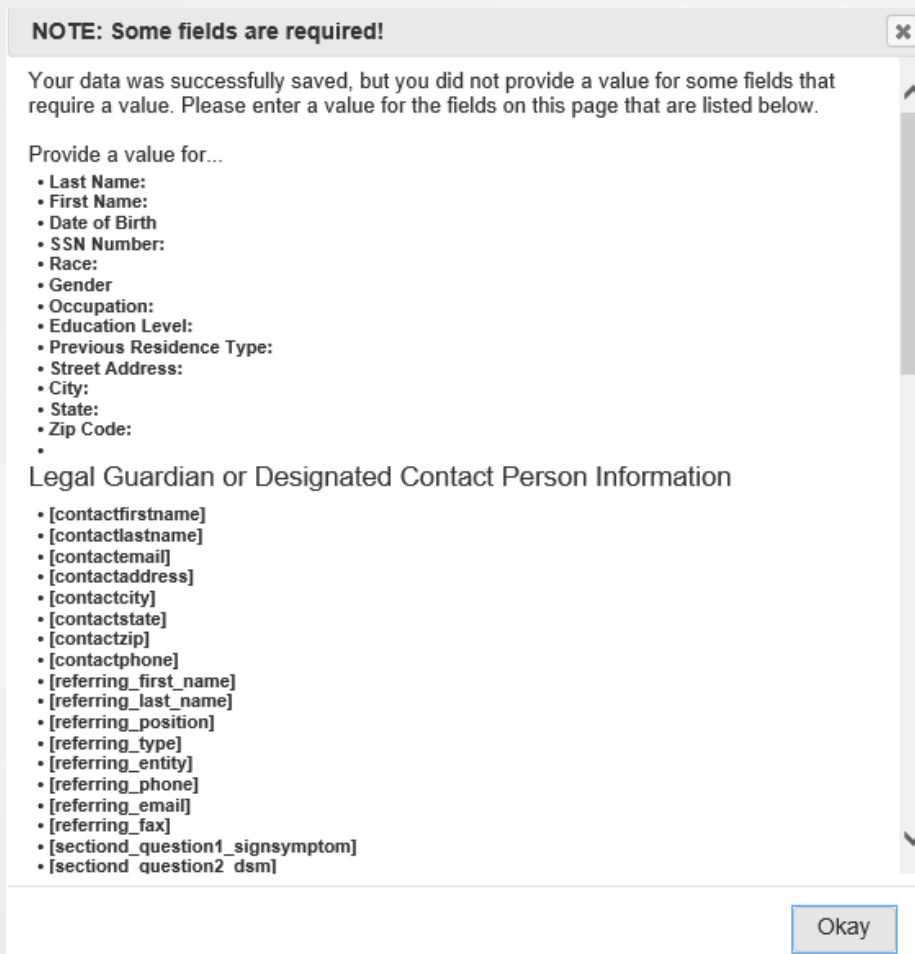 NOTE: Some fields are required!
Your data was successfully saved, but you did not provide a value for some fields that
require a value. Please enter a value for the fields on this page that are listed below.
Provide a value for...
• Last Name:
• First Name:
• Date of Birth
• SSN Number:
• Race:
• Gender
• Occupation:
• Education Level:
• Previous Residence Type:
• Street Address:
• City:
• State:
• Zip Code:
•
Legal Guardian or Designated Contact Person Information
• [contactfirstname]
• [contactlastname]
• [contactemail]
• [contactaddress]
• [contactcity]
• [contactstate]
• [contactzip]
• [contactphone]
• [referring_first_name]
• [referring_last_name]
• [referring_position]
• [referring_type]
• [referring_entity]
• [referring_phone]
• [referring_email]
• [referring_fax]
• [sectiond_question1_signsymptom]
• [sectiond_question2_dsm]
Okay